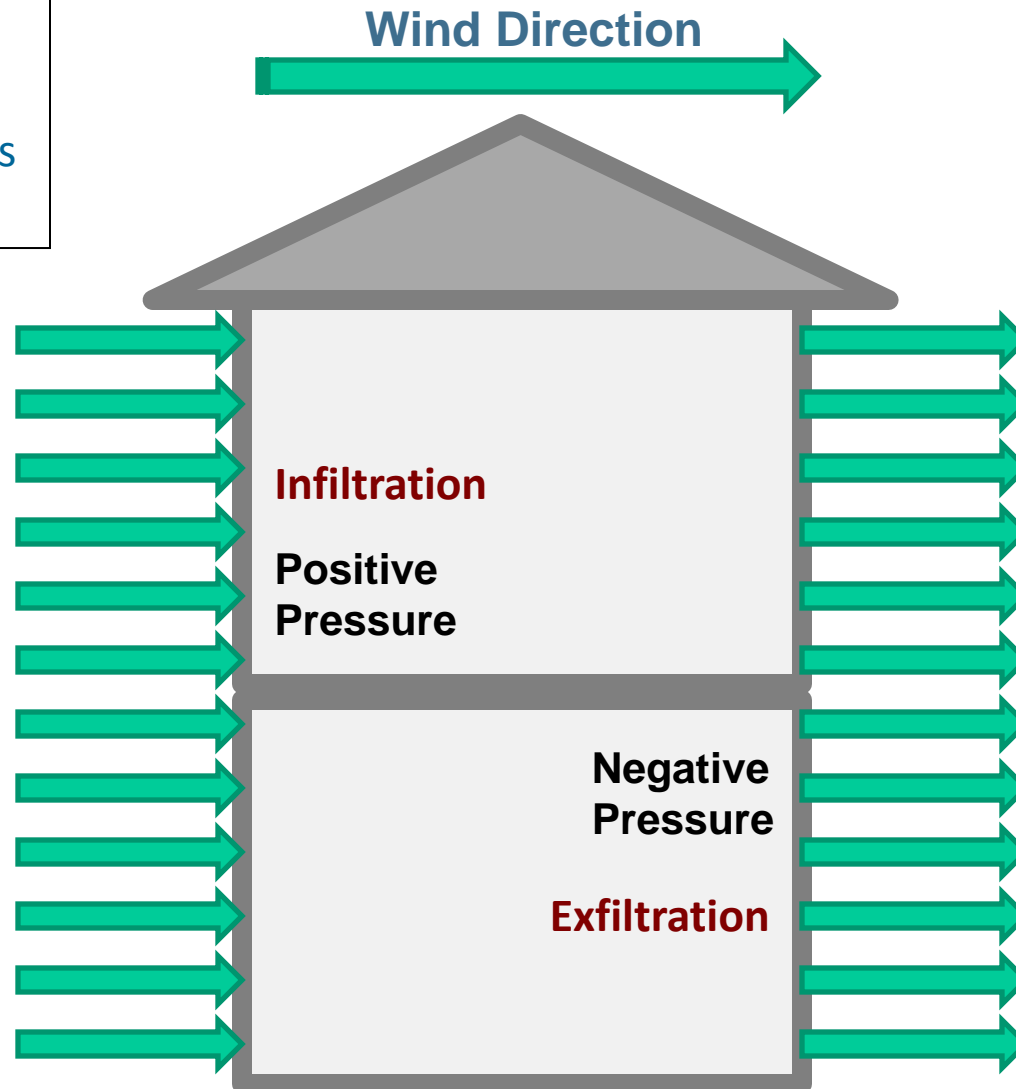 Wind Direction
s
Infiltration
Positive
Pressure
Negative
Pressure
Exfiltration